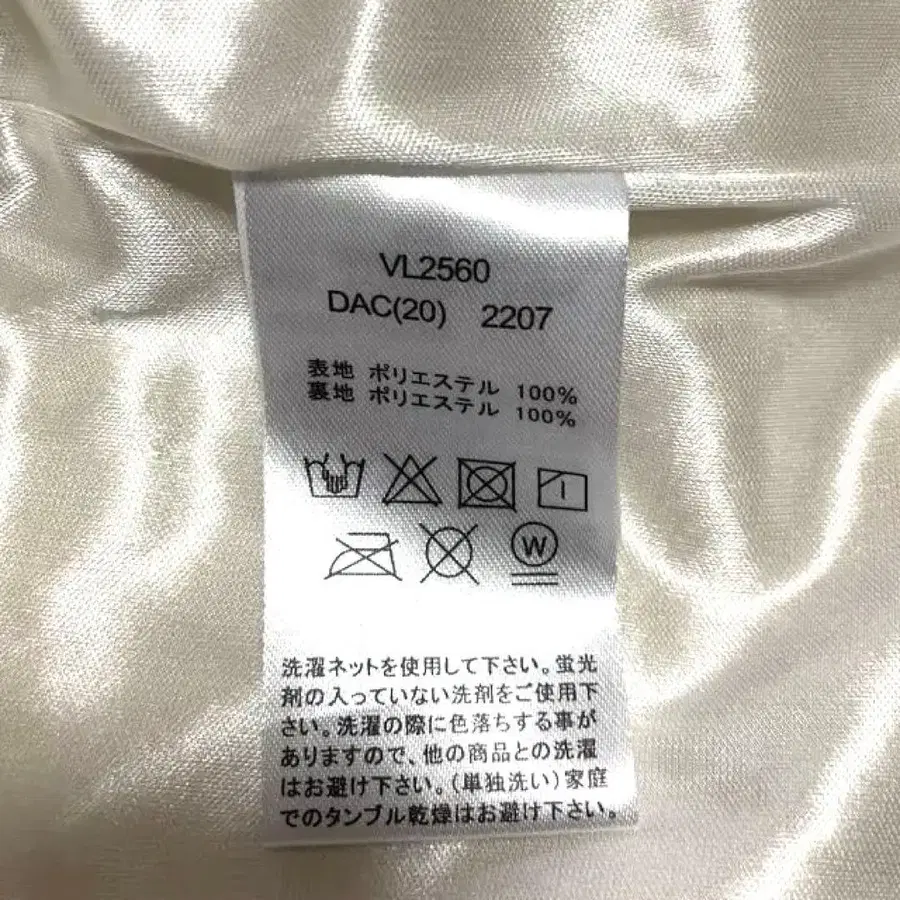 VL2560
DAC(20) 2207
表地 ポリエステル 100%
裏地 ポリエステル 100%
W
洗濯ネットを使用して下さい。蛍光
剤の入っていない洗剤をご使用下
さい。洗濯の際に色落ちする事が
ありますので、他の商品との洗濯
はお避け下さい。(単独洗い)家庭
でのタンブル乾燥はお避け下さい。